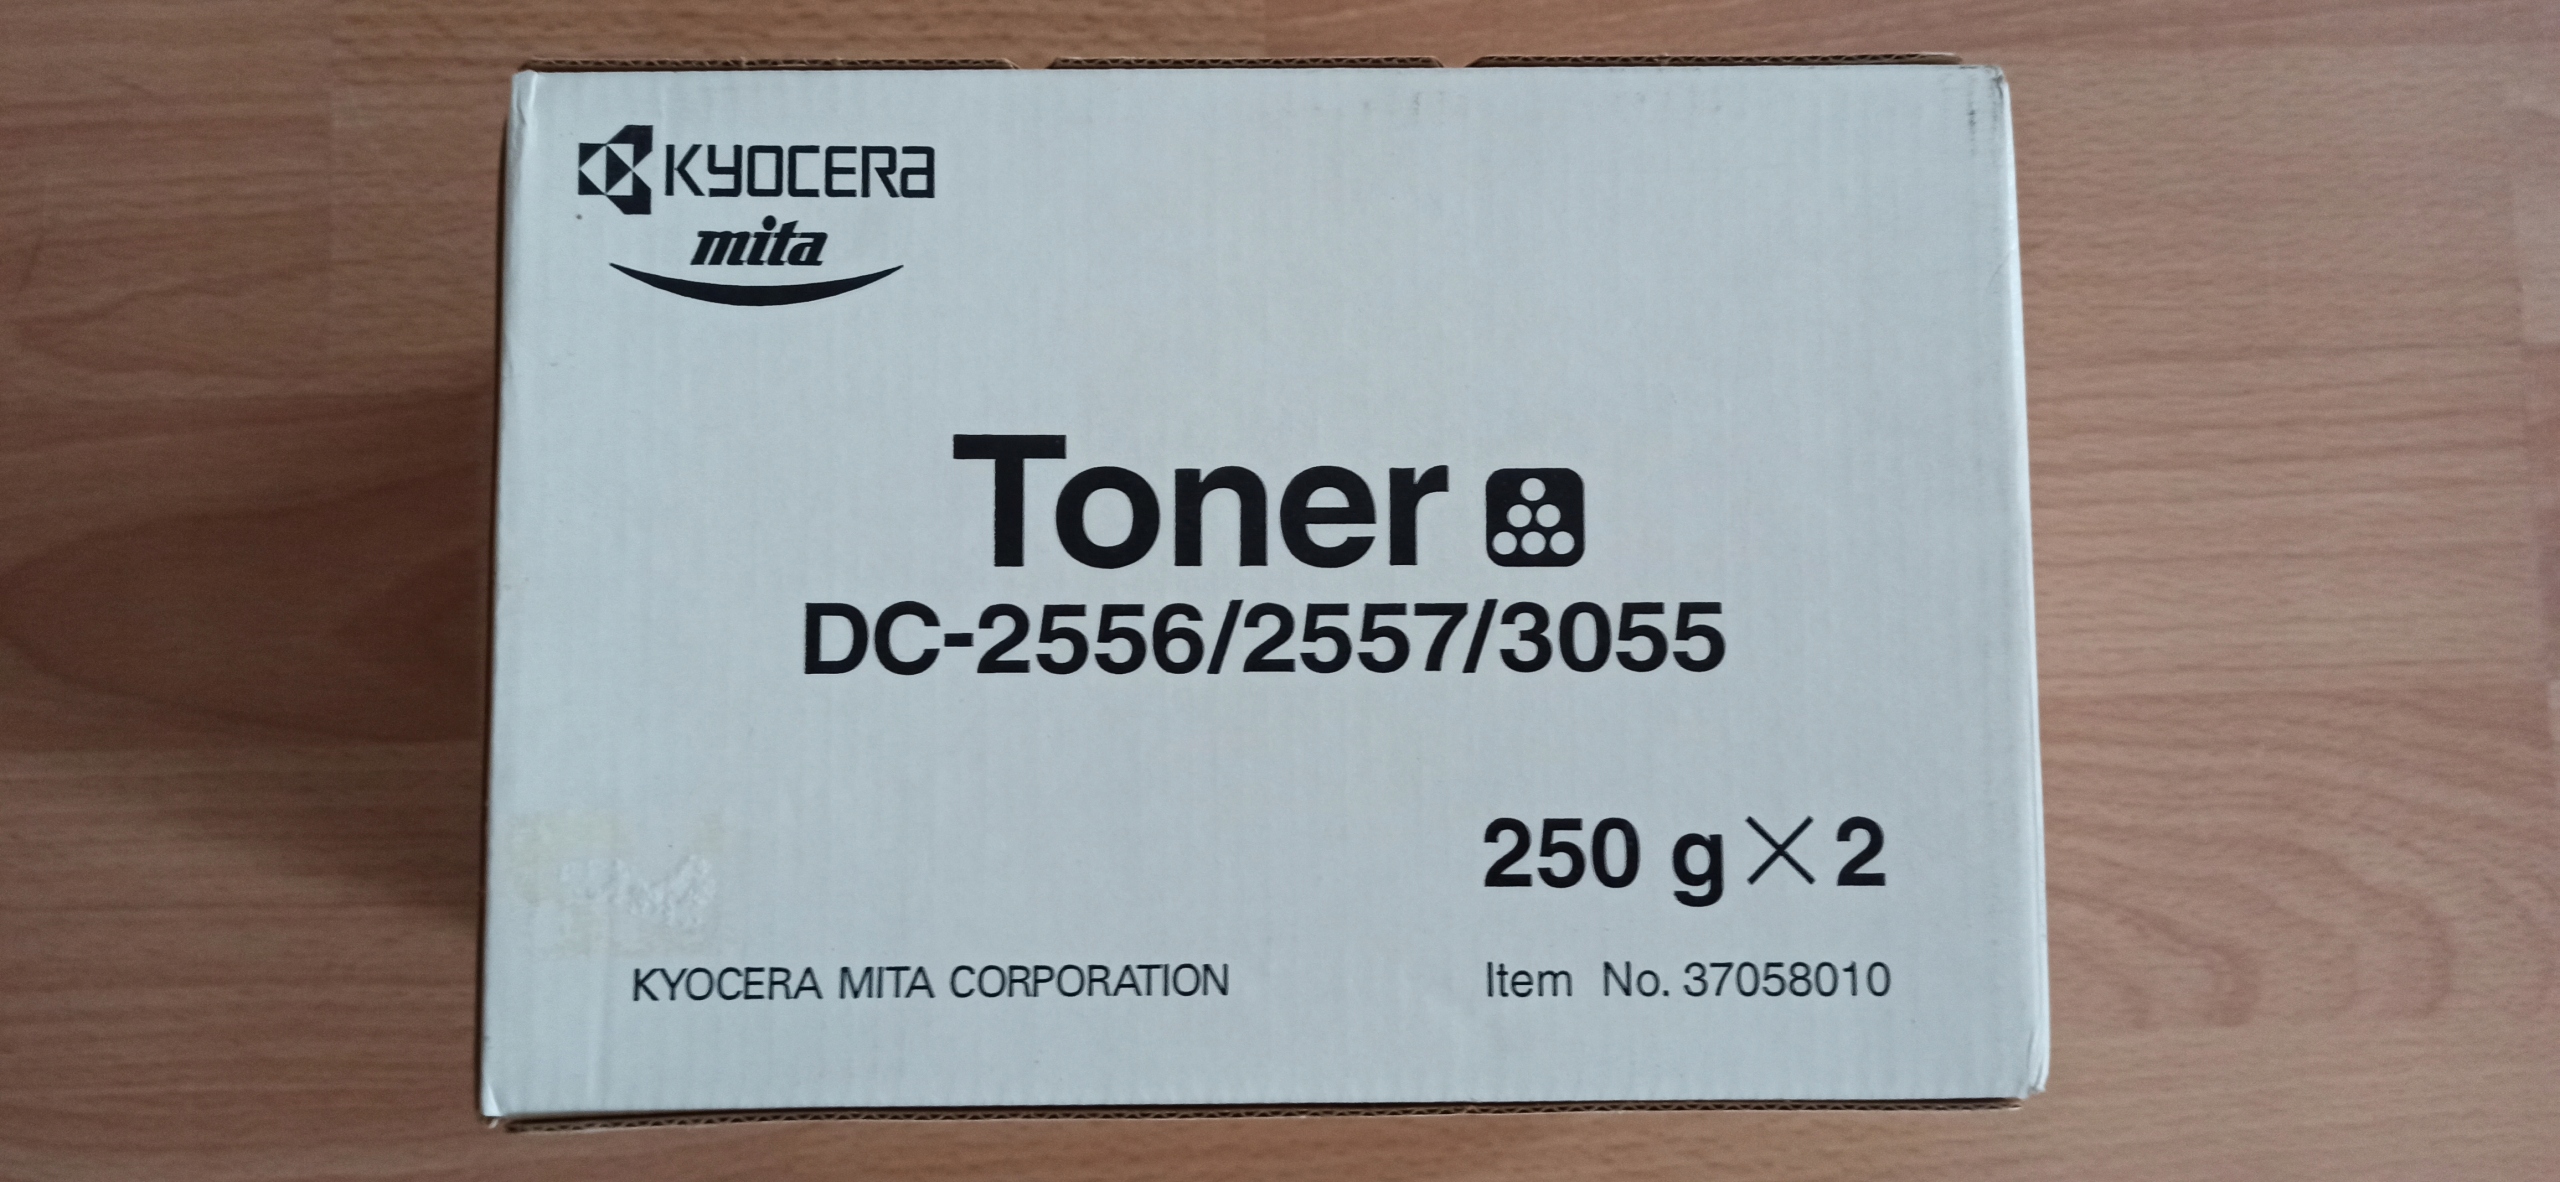 KYOCERA
mita
Toner
DC-2556/2557/3055
250 g×2
KYOCERA MITA CORPORATION
Item No. 37058010